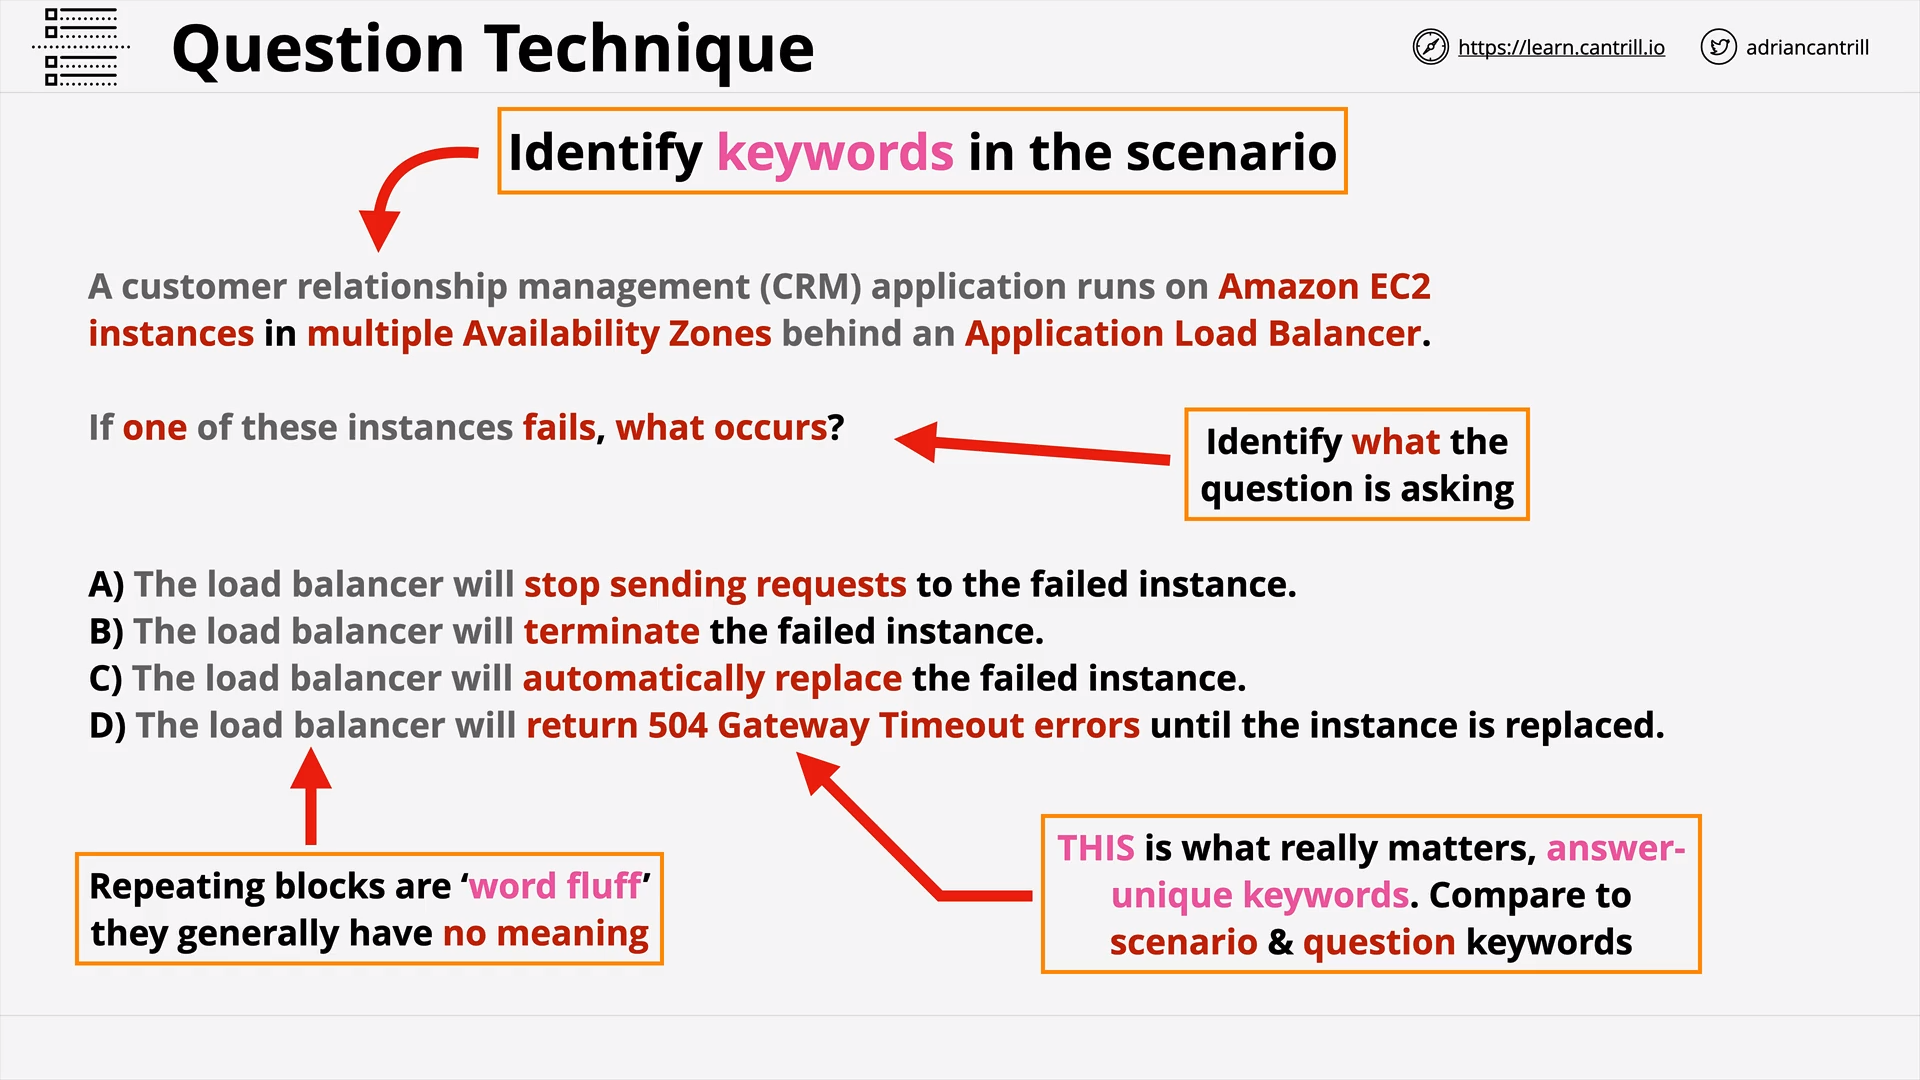 Question Technique
https://learn.cantrill.io
adriancantrill
Identify keywords in the scenario
A customer relationship management (CRM) application runs on Amazon EC2
instances in multiple Availability Zones behind an Application Load Balancer.
If one of these instances fails, what occurs?
Identify what the
question is asking
A) The load balancer will stop sending requests to the failed instance.
B) The load balancer will terminate the failed instance.
C) The load balancer will automatically replace the failed instance.
D) The load balancer will return 504 Gateway Timeout errors until the instance is replaced.
Repeating blocks are ‘word fluff’
they generally have no meaning
THIS is what really matters, answer-
unique keywords. Compare to
scenario & question keywords